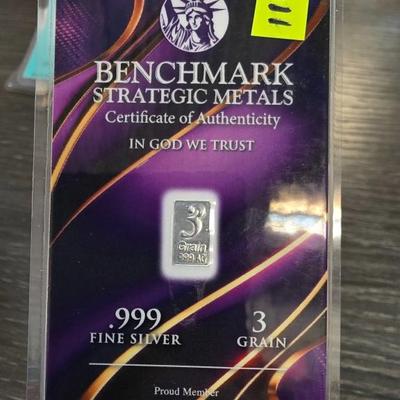 BENCHMARK
STRATEGIC METALS
Certificate of Authenticity
IN GOD WE TRUST
3
Grain
999 AG
.999
FINE SILVER
3
GRAIN
Proud Member